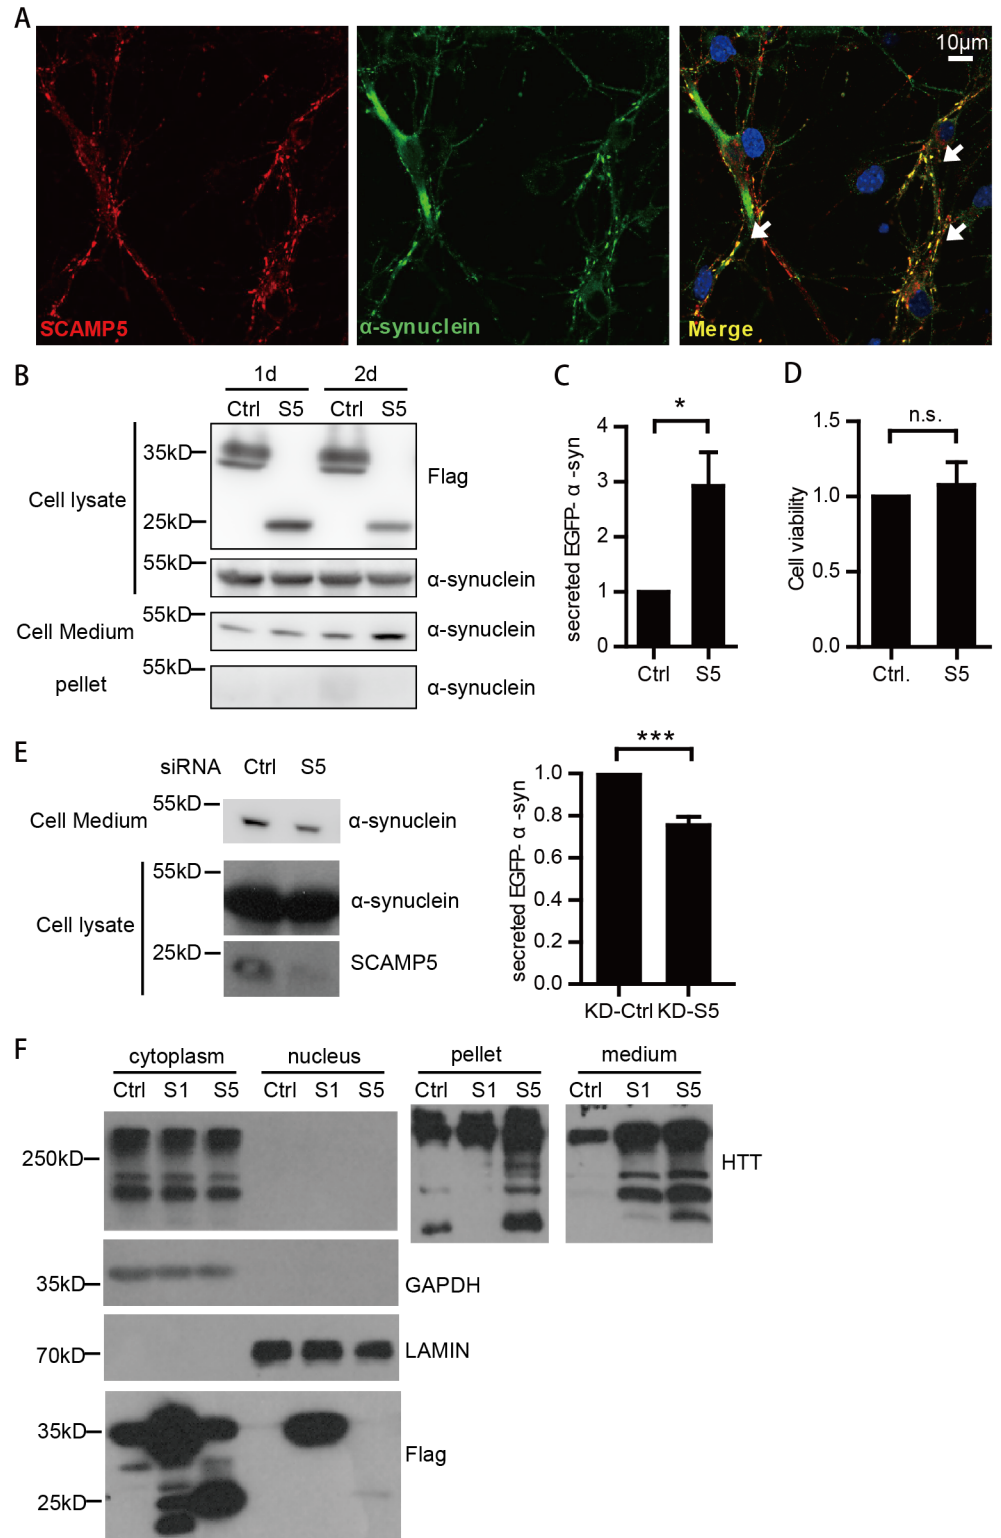 A
10μm
SCAMP5
α-synuclein
Merge
B
1d 2d
Ctrl S5 Ctrl S5
35kD
Flag
Cell lysate
25kD
55kD
α-synuclein
55kD
Cell Medium
α-synuclein
55kD
pellet
α-synuclein
C
*
4
3
2
1
0
secreted EGFP- α -syn
Ctrl S5
D
n.s.
1.5
1.0
0.5
0.0
Cell viability
Ctrl. S5
E
siRNA Ctrl S5
55kD
Cell Medium
α-synuclein
55kD
α-synuclein
Cell lysate
25kD
SCAMP5
***
1.0
0.8
0.6
0.4
0.2
0.0
secreted EGFP- α -syn
KD-Ctrl KD-S5
F
cytoplasm nucleus pellet medium
Ctrl S1 S5 Ctrl S1 S5 Ctrl S1 S5 Ctrl S1 S5
250kD
HTT
35kD
GAPDH
70kD
LAMIN
35kD
Flag
25kD